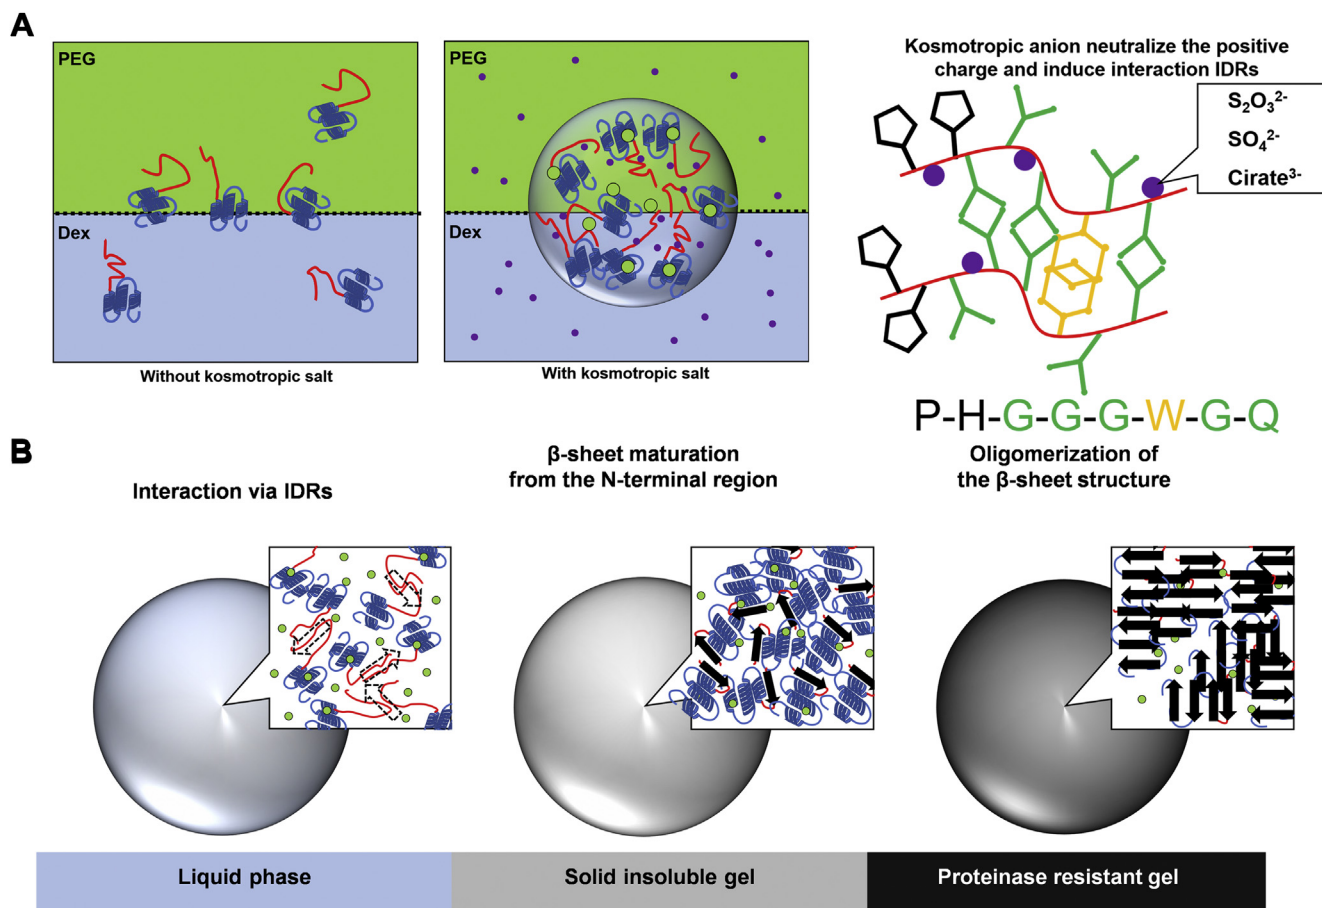 A
PEG
Dex
Without kosmotropic salt
PEG
Dex
With kosmotropic salt
Kosmotropic anion neutralize the positive
charge and induce interaction IDRs
S₂O₃²⁻
SO₄²⁻
Cirate³⁻
P-H-G-G-G-W-G-Q
B
Interaction via IDRs
β-sheet maturation
from the N-terminal region
Oligomerization of
the β-sheet structure
Liquid phase
Solid insoluble gel
Proteinase resistant gel